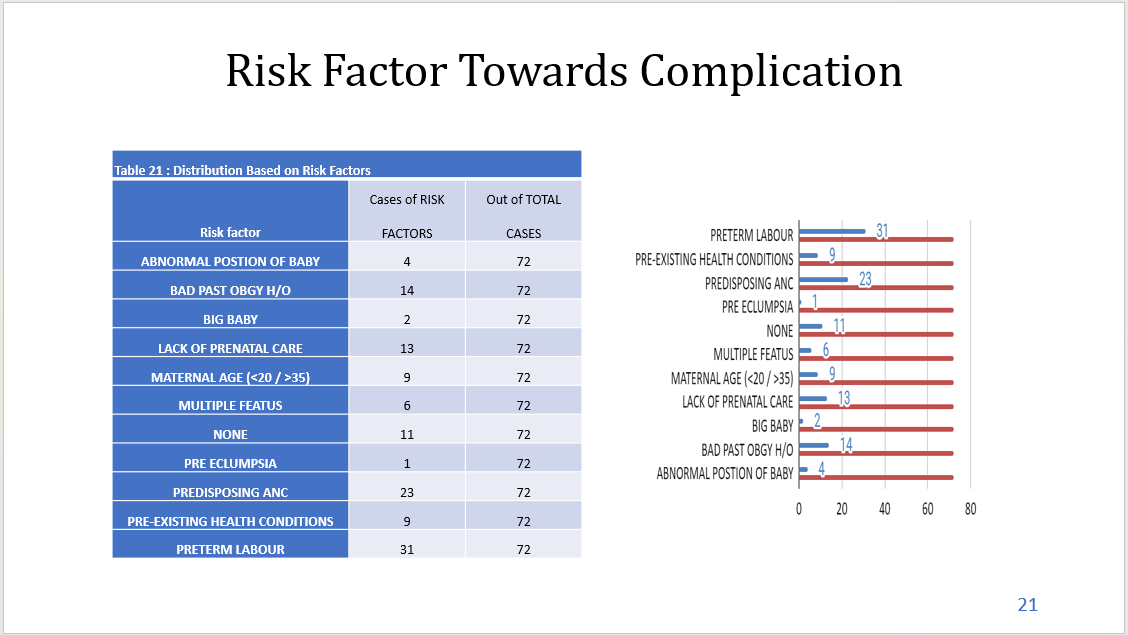 Risk Factor Towards Complication
Table 21 : Distribution Based on Risk Factors
Risk factor Cases of RISK FACTORS Out of TOTAL CASES
ABNORMAL POSTION OF BABY 4 72
BAD PAST OBGY H/O 14 72
BIG BABY 2 72
LACK OF PRENATAL CARE 13 72
MATERNAL AGE (<20 / >35) 9 72
MULTIPLE FEATUS 6 72
NONE 11 72
PRE ECLUMPSIA 1 72
PREDISPOSING ANC 23 72
PRE-EXISTING HEALTH CONDITIONS 9 72
PRETERM LABOUR 31 72
PRETERM LABOUR 31
PRE-EXISTING HEALTH CONDITIONS 9
PREDISPOSING ANC 23
PRE ECLUMPSIA 1
NONE 11
MULTIPLE FEATUS 6
MATERNAL AGE (<20 / >35) 9
LACK OF PRENATAL CARE 13
BIG BABY 2
BAD PAST OBGY H/O 14
ABNORMAL POSTION OF BABY 4
0 20 40 60 80
21